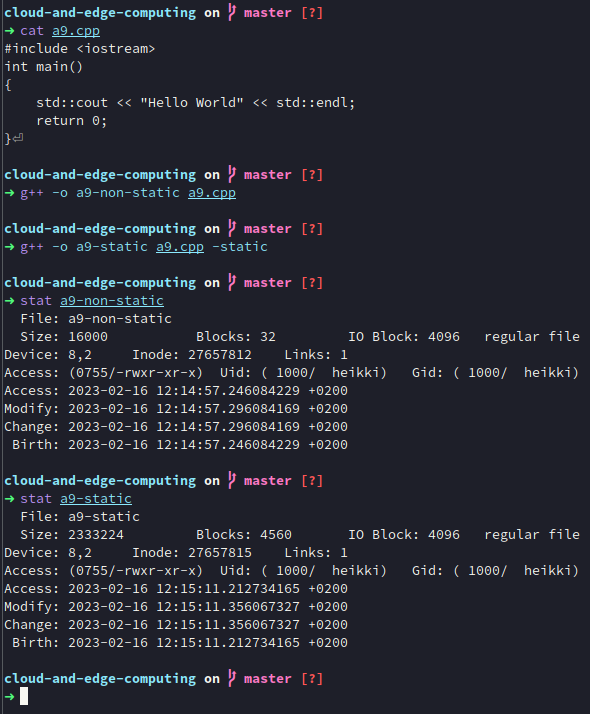 cloud-and-edge-computing on master [?]
➜ cat a9.cpp
#include <iostream>
int main()
{
    std::cout << "Hello World" << std::endl;
    return 0;
}⏎
cloud-and-edge-computing on master [?]
➜ g++ -o a9-non-static a9.cpp
cloud-and-edge-computing on master [?]
➜ g++ -o a9-static a9.cpp -static
cloud-and-edge-computing on master [?]
➜ stat a9-non-static
  File: a9-non-static
  Size: 16000           Blocks: 32         IO Block: 4096   regular file
Device: 8,2     Inode: 27657812    Links: 1
Access: (0755/-rwxr-xr-x)  Uid: ( 1000/  heikki)   Gid: ( 1000/  heikki)
Access: 2023-02-16 12:14:57.246084229 +0200
Modify: 2023-02-16 12:14:57.296084169 +0200
Change: 2023-02-16 12:14:57.296084169 +0200
 Birth: 2023-02-16 12:14:57.246084229 +0200
cloud-and-edge-computing on master [?]
➜ stat a9-static
  File: a9-static
  Size: 2333224         Blocks: 4560       IO Block: 4096   regular file
Device: 8,2     Inode: 27657815    Links: 1
Access: (0755/-rwxr-xr-x)  Uid: ( 1000/  heikki)   Gid: ( 1000/  heikki)
Access: 2023-02-16 12:15:11.212734165 +0200
Modify: 2023-02-16 12:15:11.356067327 +0200
Change: 2023-02-16 12:15:11.356067327 +0200
 Birth: 2023-02-16 12:15:11.212734165 +0200
cloud-and-edge-computing on master [?]
➜